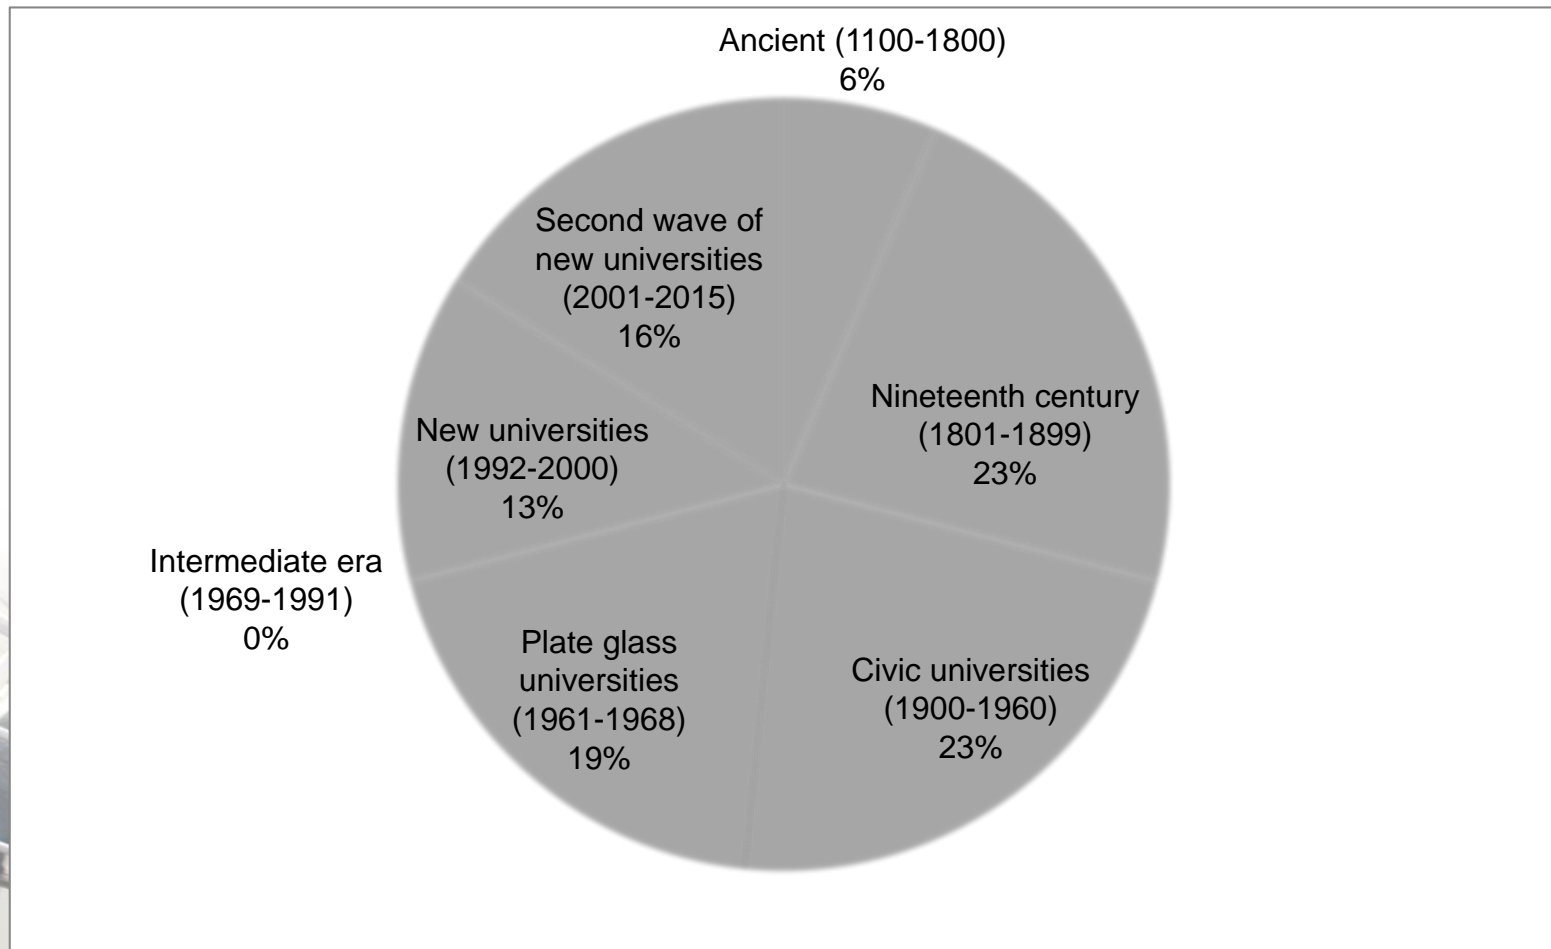 Ancient (1100-1800)
6%
Nineteenth century
(1801-1899)
23%
Civic universities
(1900-1960)
23%
Plate glass
universities
(1961-1968)
19%
Intermediate era
(1969-1991)
0%
New universities
(1992-2000)
13%
Second wave of
new universities
(2001-2015)
16%